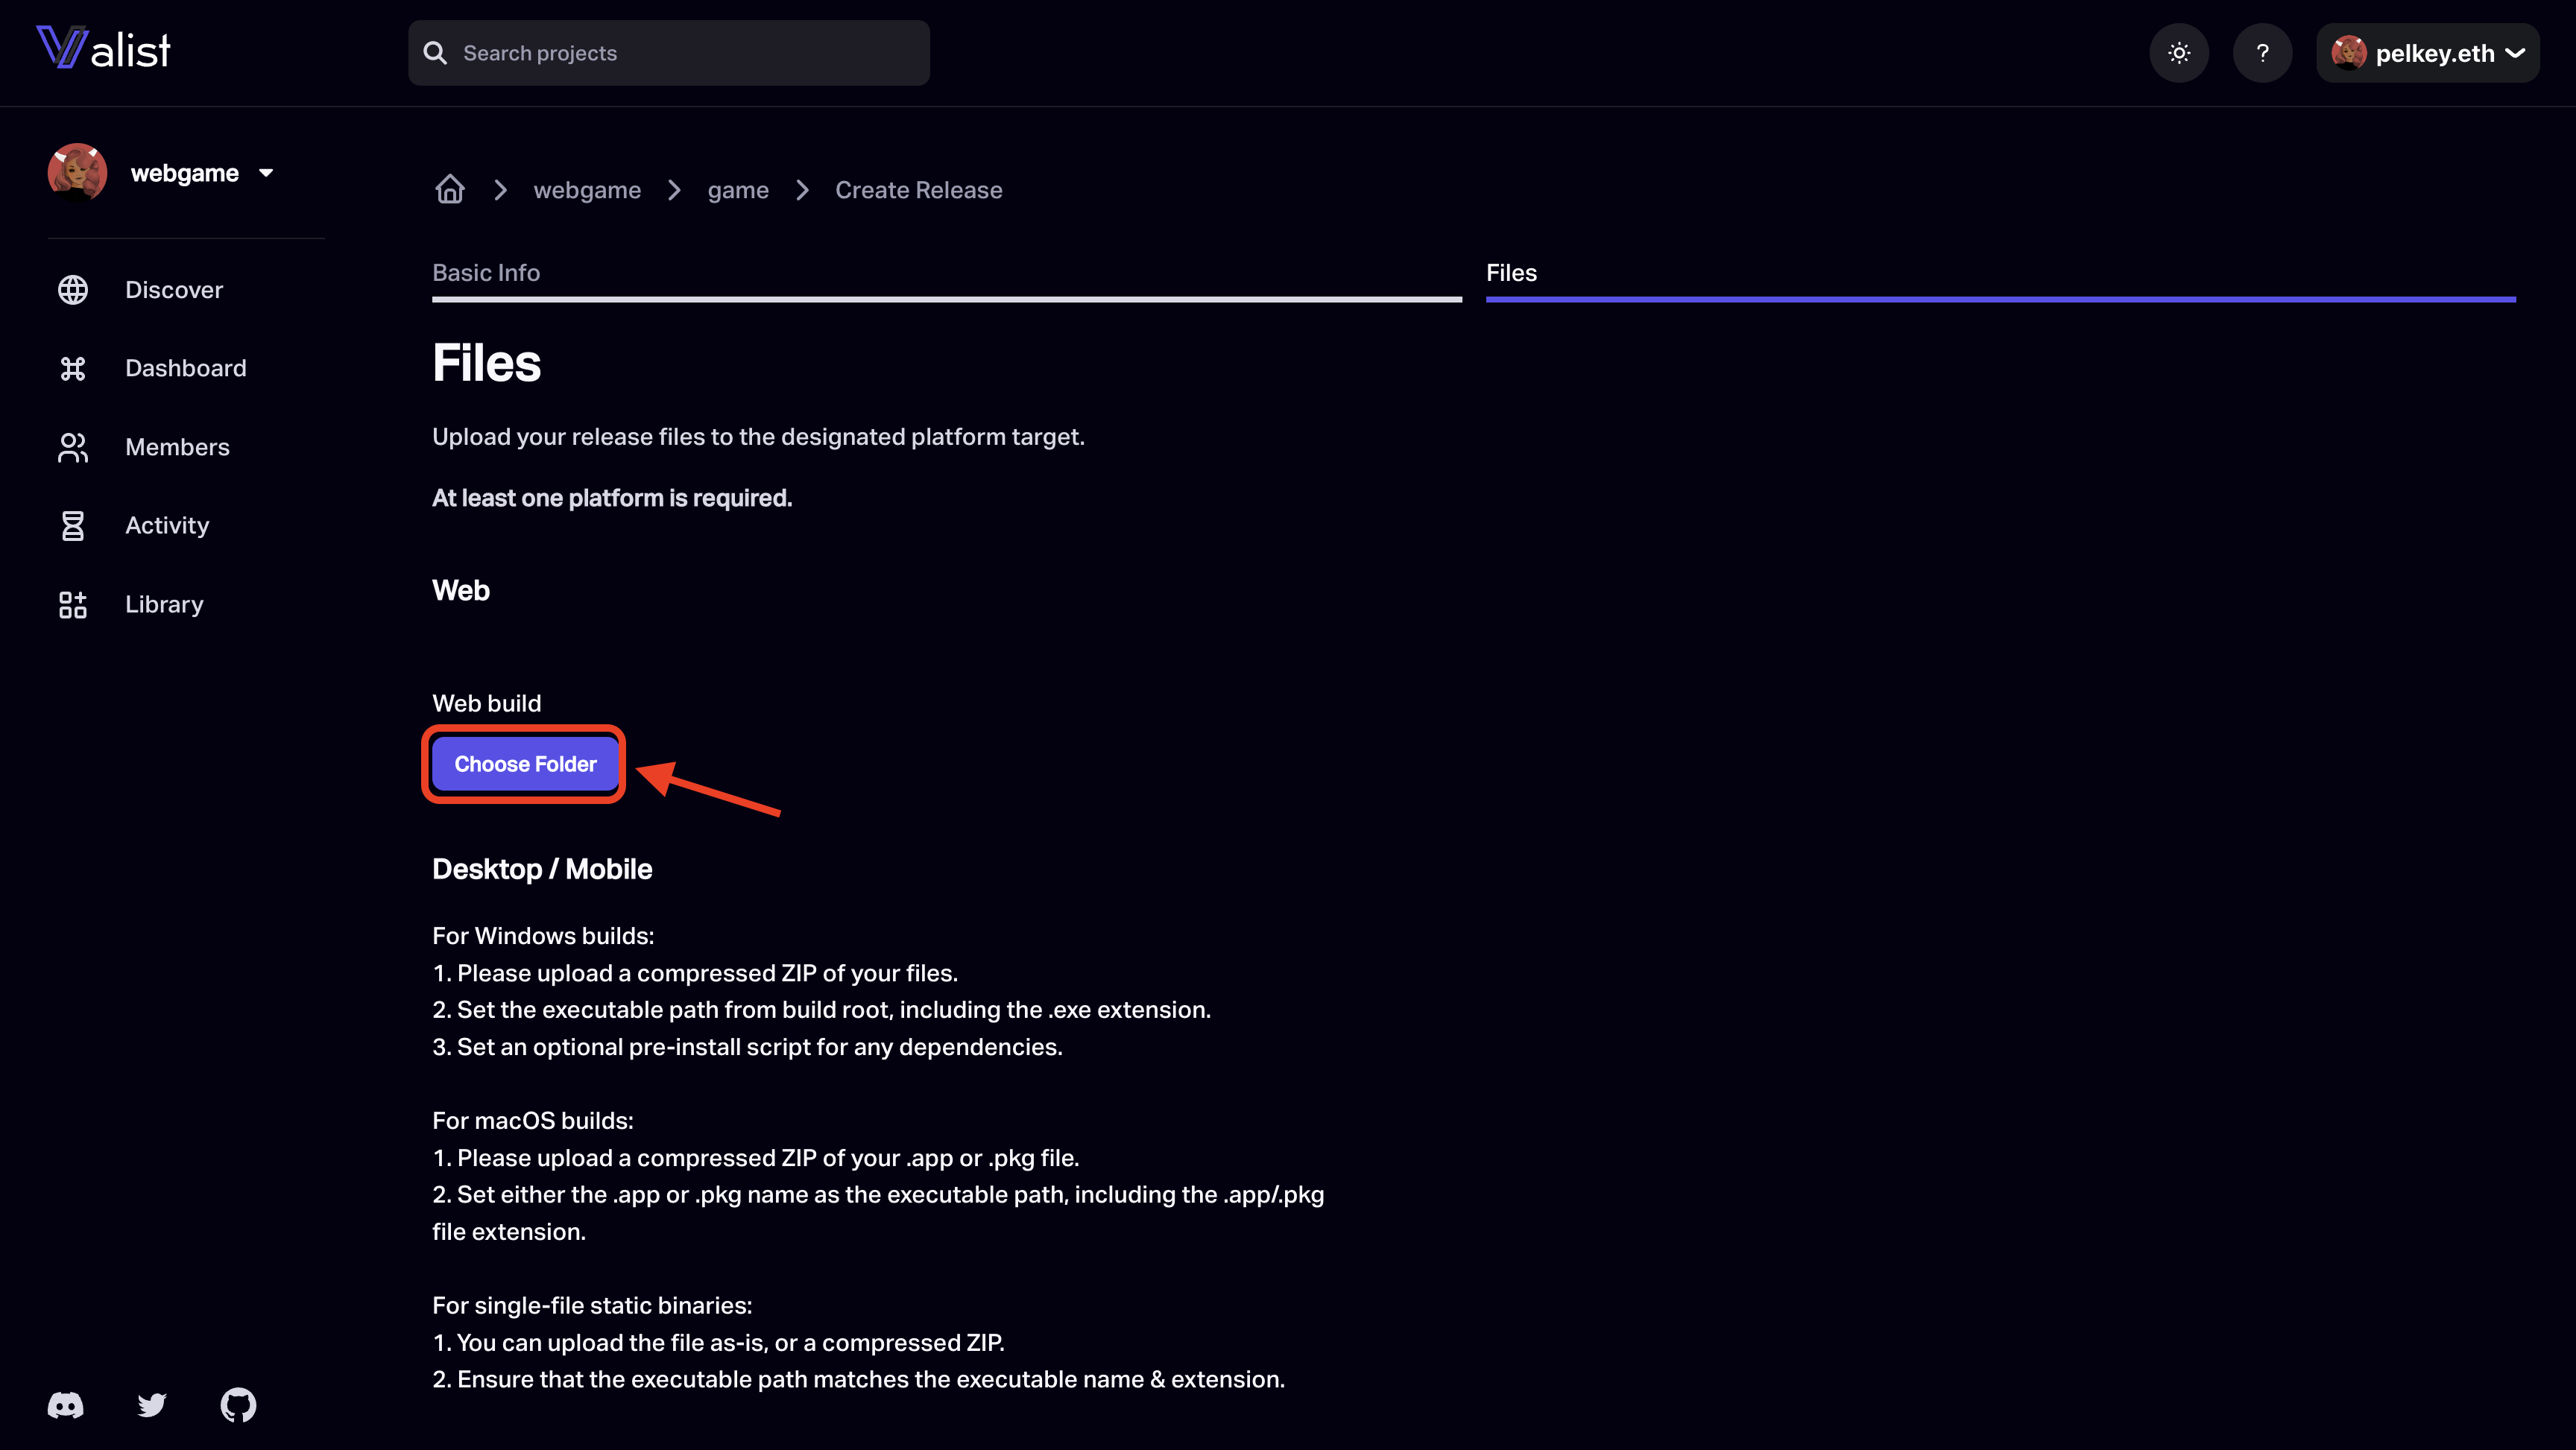 Valist
Search projects
?
pelkey.eth
webgame
Discover
Dashboard
Members
Activity
Library
webgame
game
Create Release
Basic Info
Files
Files
Upload your release files to the designated platform target.
At least one platform is required.
Web
Web build
Choose Folder
Desktop / Mobile
For Windows builds:
1. Please upload a compressed ZIP of your files.
2. Set the executable path from build root, including the .exe extension.
3. Set an optional pre-install script for any dependencies.
For macOS builds:
1. Please upload a compressed ZIP of your .app or .pkg file.
2. Set either the .app or .pkg name as the executable path, including the .app/.pkg
file extension.
For single-file static binaries:
1. You can upload the file as-is, or a compressed ZIP.
2. Ensure that the executable path matches the executable name & extension.